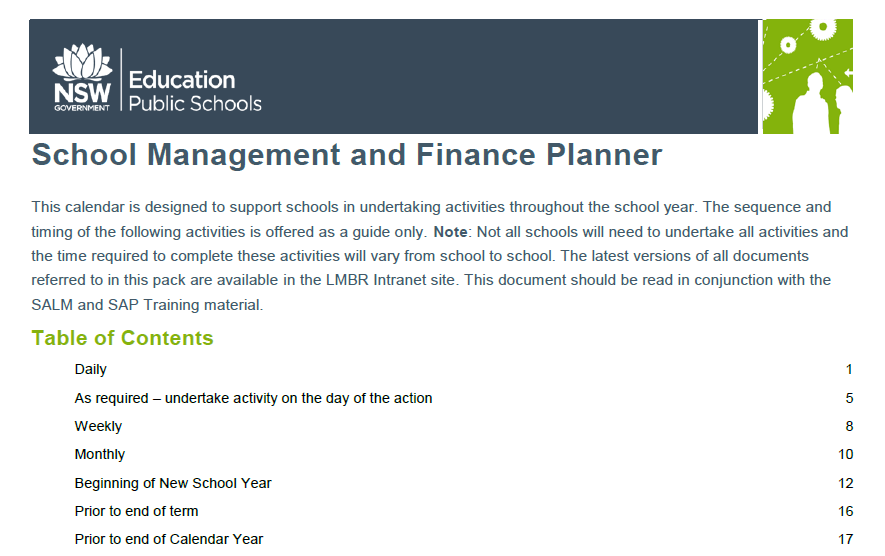 NSW
GOVERNMENT
Education
Public Schools
School Management and Finance Planner
This calendar is designed to support schools in undertaking activities throughout the school year. The sequence and
timing of the following activities is offered as a guide only. Note: Not all schools will need to undertake all activities and
the time required to complete these activities will vary from school to school. The latest versions of all documents
referred to in this pack are available in the LMBR Intranet site. This document should be read in conjunction with the
SALM and SAP Training material.
Table of Contents
Daily 1
As required – undertake activity on the day of the action 5
Weekly 8
Monthly 10
Beginning of New School Year 12
Prior to end of term 16
Prior to end of Calendar Year 17